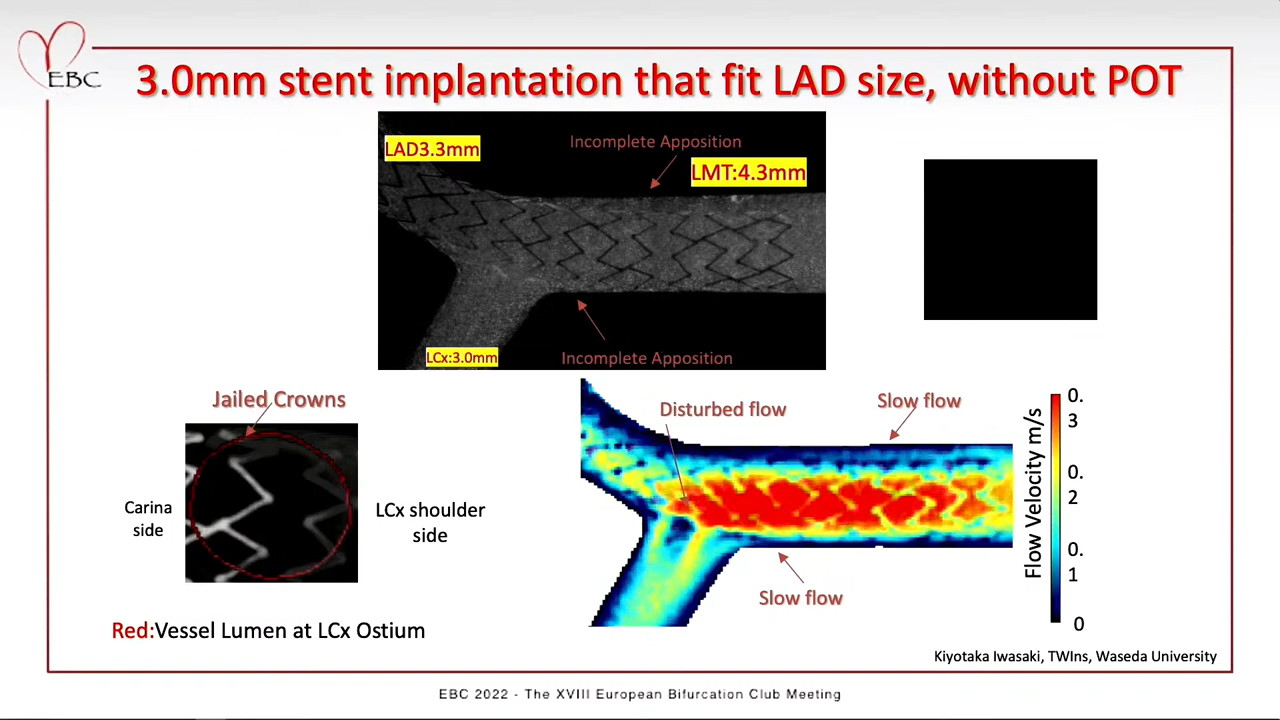 EBC
3.0mm stent implantation that fit LAD size, without POT
LAD3.3mm
Incomplete Apposition
LMT:4.3mm
LCx:3.0mm
Incomplete Apposition
Jailed Crowns
Carina
side
LCx shoulder
side
Red:Vessel Lumen at LCx Ostium
Disturbed flow
Slow flow
Slow flow
Flow Velocity m/s
0.
3
0.
2
0.
1
0
Kiyotaka Iwasaki, TWIns, Waseda University
EBC 2022 - The XVIII European Bifurcation Club Meeting